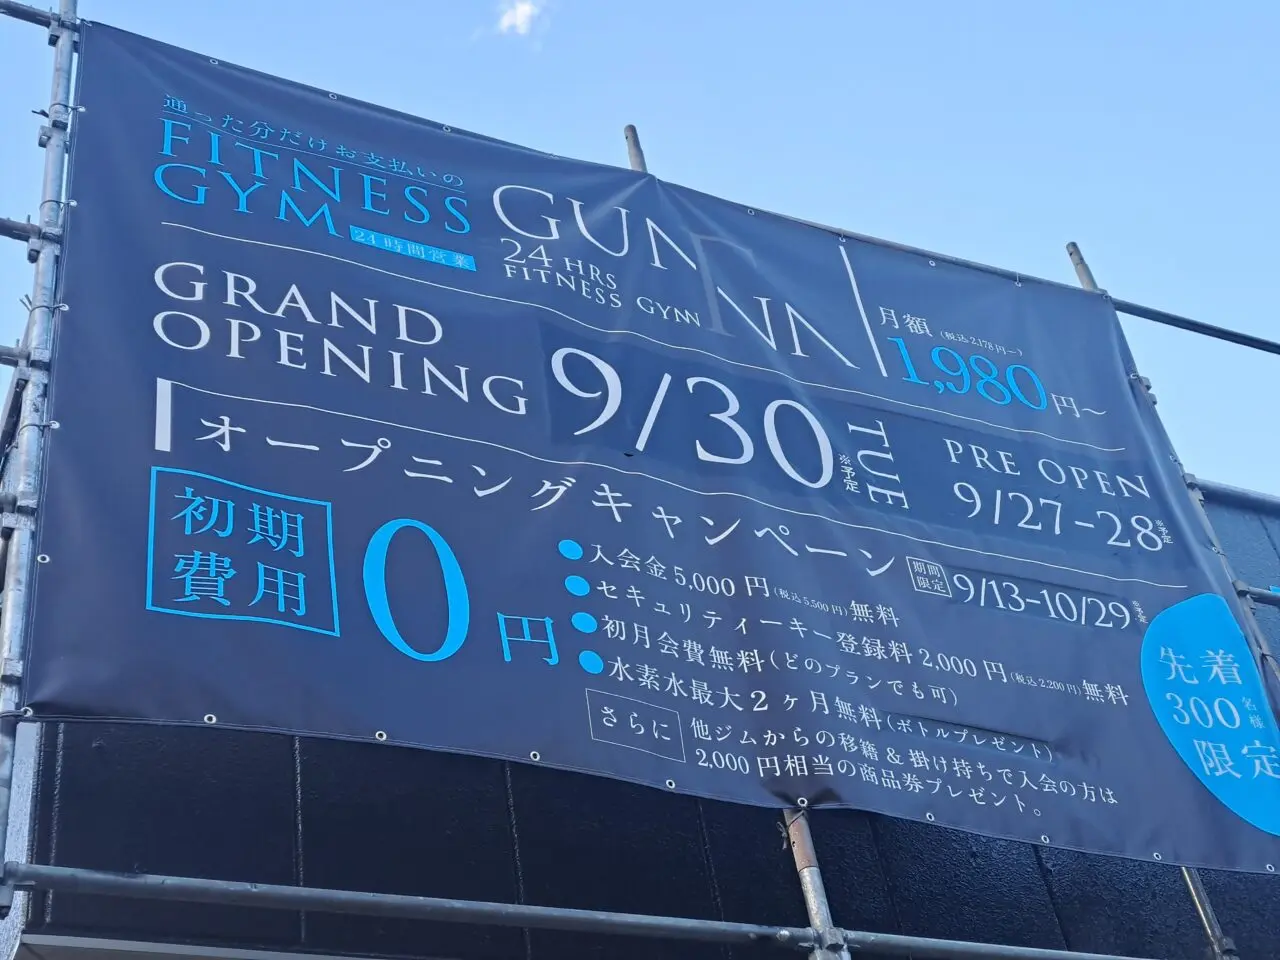 通った分だけお支払いの
FITNESS
GYM 24時間営業
GUNNA
24 HRS
FITNESS GYM
月額 (税込2,178円〜)
1,980円〜
GRAND
OPENING
9/30 ※予定 TUE
PRE OPEN
9/27-28 ※予定
オープニングキャンペーン 期間限定 9/13-10/29 ※予定
初期
費用
0円
入会金5,000円(税込5,500円)無料
セキュリティーキー登録料2,000円(税込2,200円)無料
初月会費無料(どのプランでも可)
水素水最大2ヶ月無料(ボトルプレゼント)
さらに
他ジムからの移籍&掛け持ちで入会の方は
2,000円相当の商品券プレゼント。
先着
300名様
限定